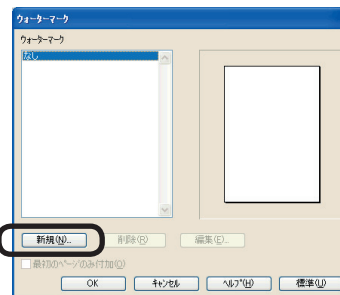 ウォーターマーク
ウォーターマーク
なし
新規(N)... 削除(R) 編集(E)...
最初のページのみ付加(O)
OK キャンセル ヘルプ(H) 標準(U)